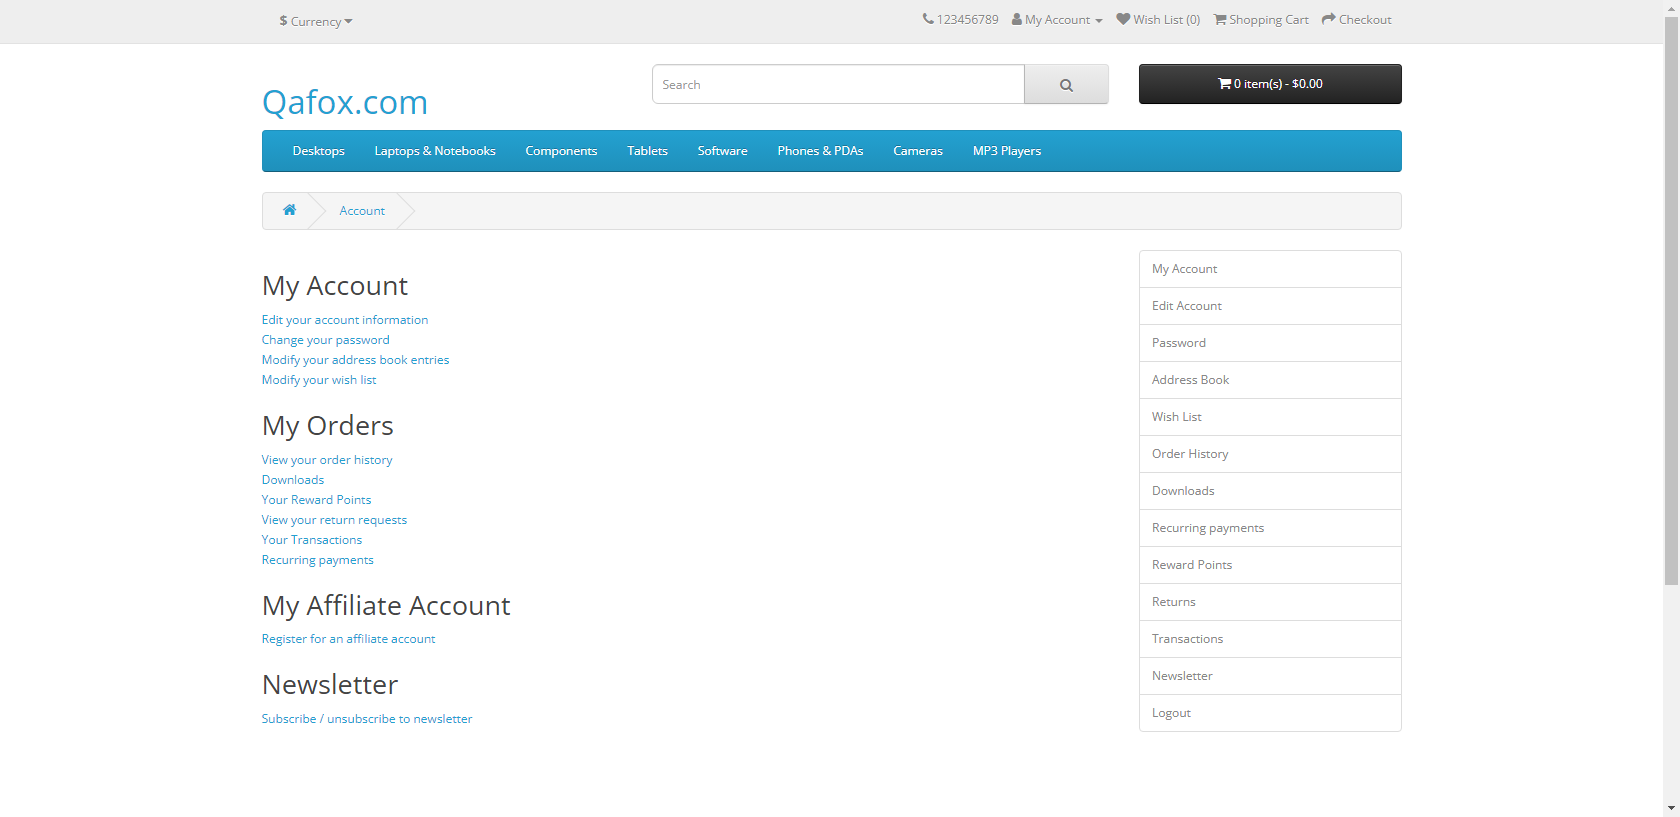 $ Currency
123456789 My Account Wish List (0) Shopping Cart Checkout
Qafox.com
Search
0 item(s) - $0.00
Desktops Laptops & Notebooks Components Tablets Software Phones & PDAs Cameras MP3 Players
Account
My Account
Edit your account information
Change your password
Modify your address book entries
Modify your wish list
My Orders
View your order history
Downloads
Your Reward Points
View your return requests
Your Transactions
Recurring payments
My Affiliate Account
Register for an affiliate account
Newsletter
Subscribe / unsubscribe to newsletter
My Account
Edit Account
Password
Address Book
Wish List
Order History
Downloads
Recurring payments
Reward Points
Returns
Transactions
Newsletter
Logout